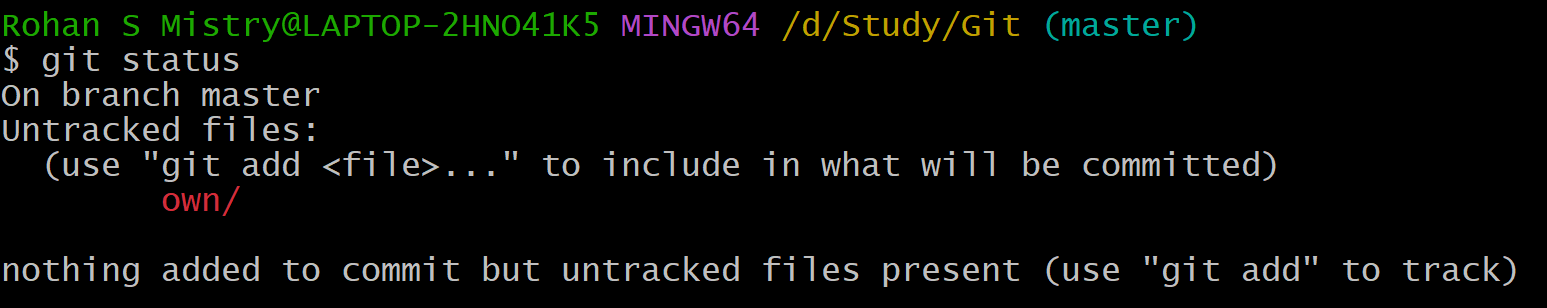 Rohan S Mistry@LAPTOP-2HNO41K5 MINGW64 /d/Study/Git (master)
$ git status
On branch master
Untracked files:
  (use "git add <file>..." to include in what will be committed)
        own/

nothing added to commit but untracked files present (use "git add" to track)